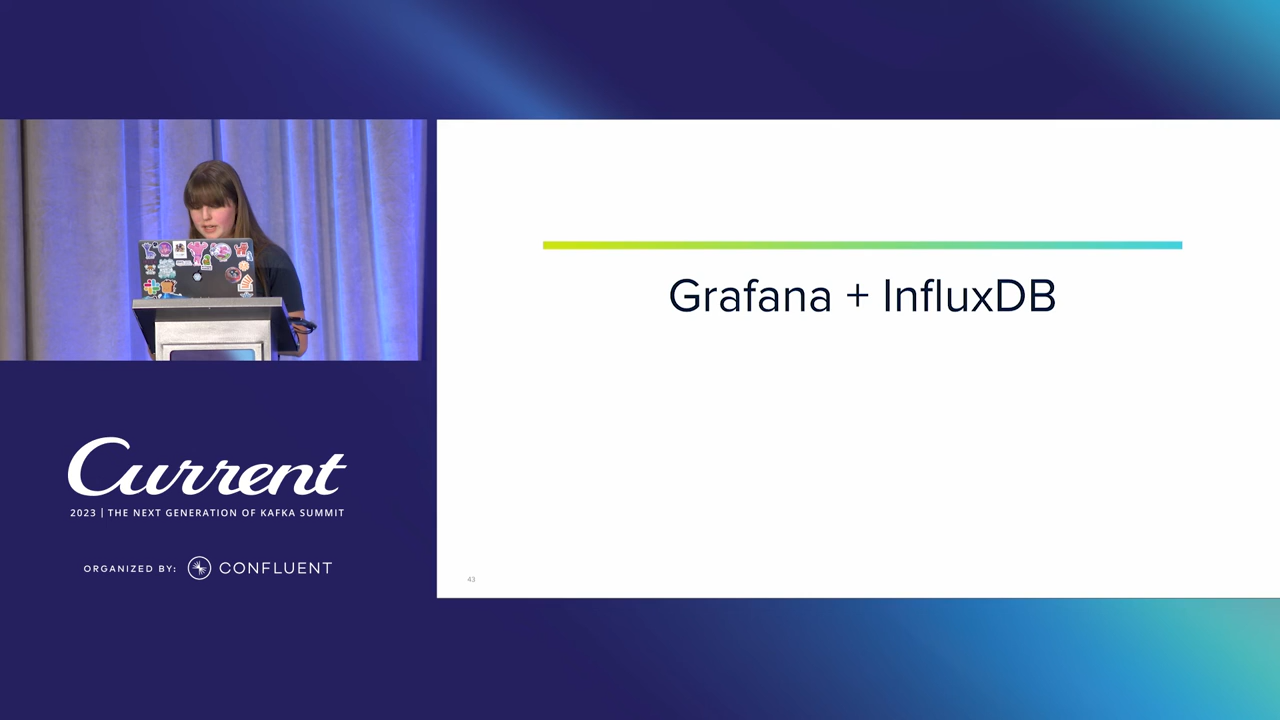 Grafana + InfluxDB
Current
2023 | THE NEXT GENERATION OF KAFKA SUMMIT
ORGANIZED BY: CONFLUENT
43